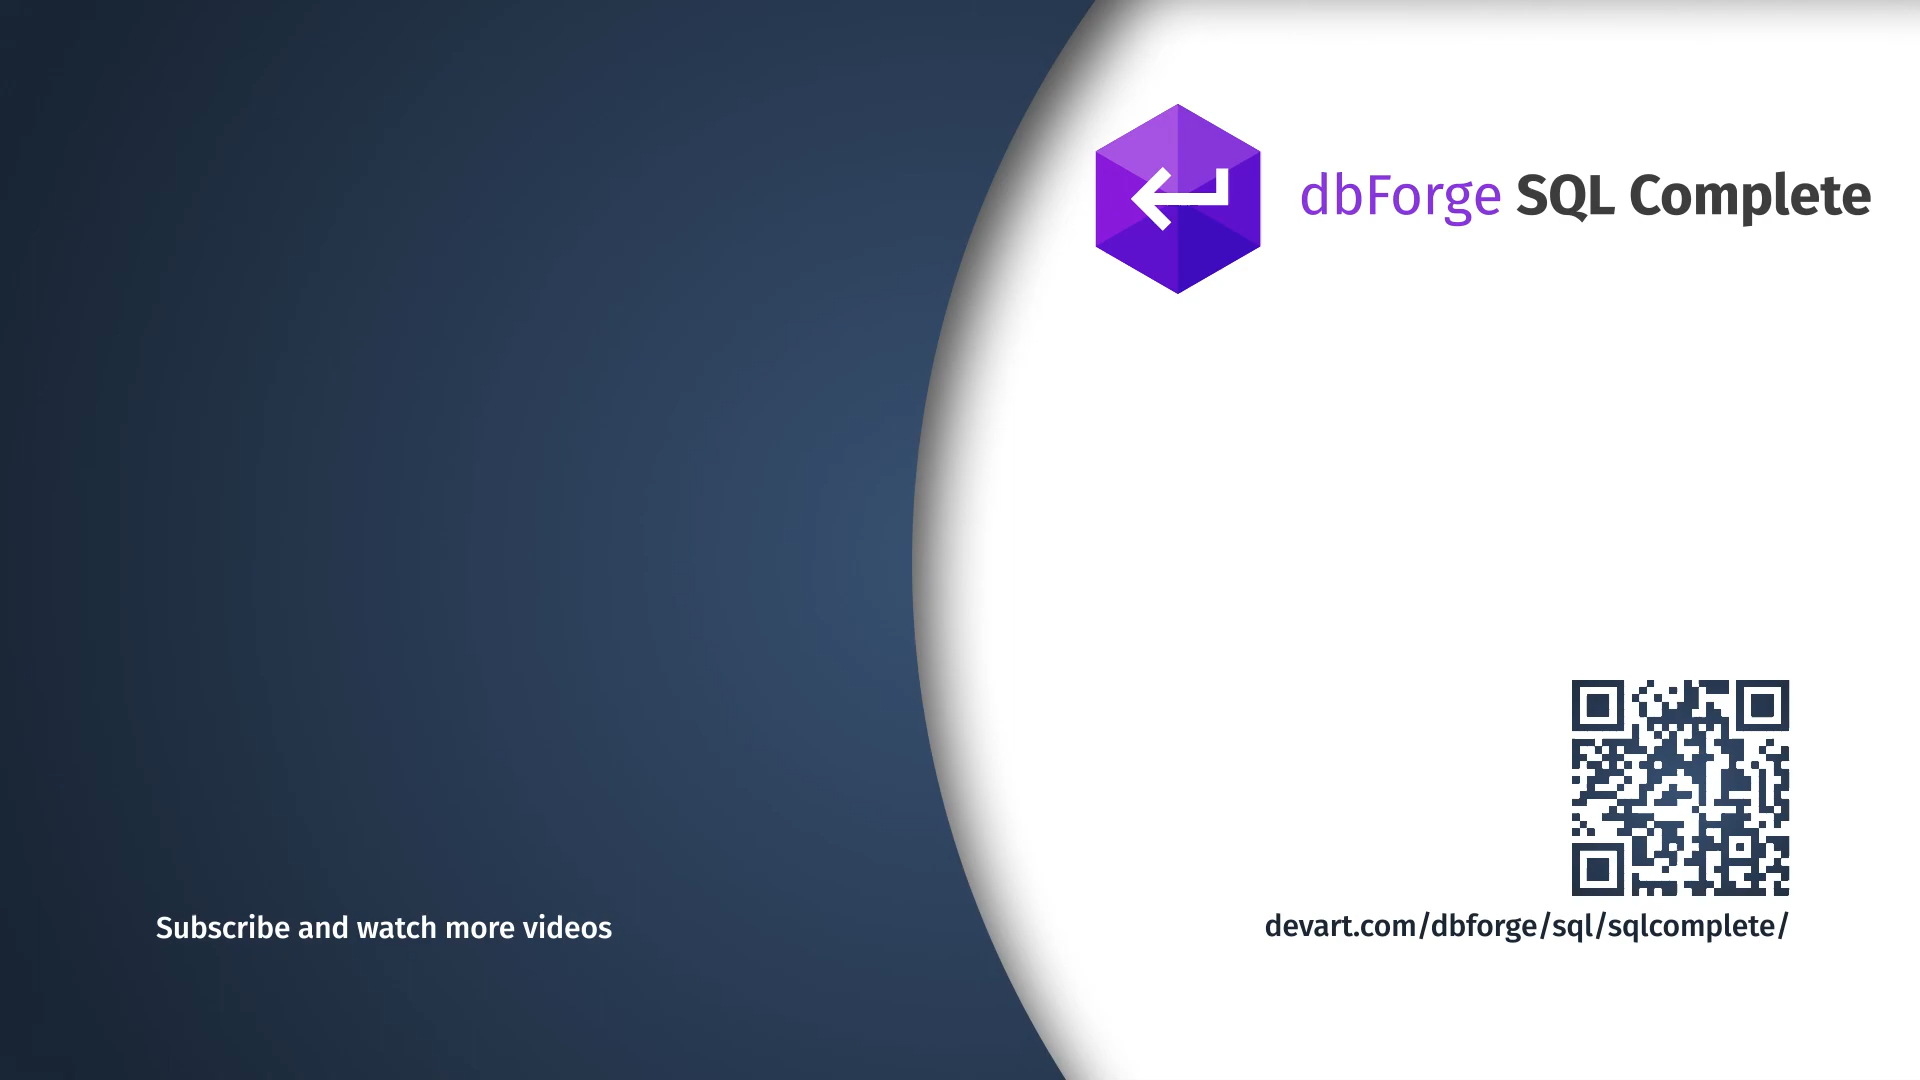 dbForge SQL Complete
Subscribe and watch more videos
devart.com/dbforge/sql/sqlcomplete/